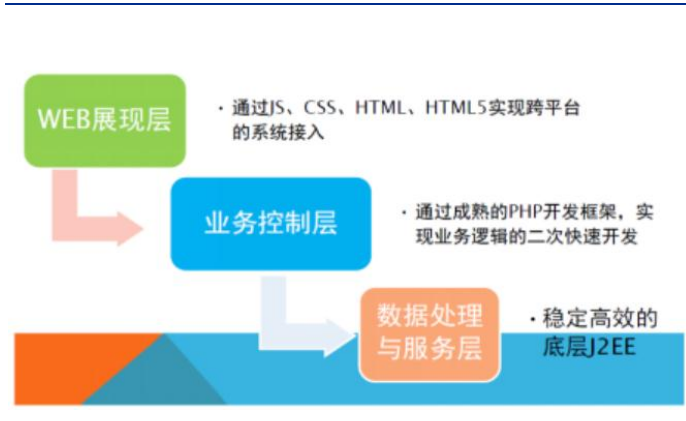 WEB展现层
·通过JS、CSS、HTML、HTML5实现跨平台
的系统接入
业务控制层
·通过成熟的PHP开发框架，实
现业务逻辑的二次快速开发
数据处理
与服务层
·稳定高效的
底层J2EE